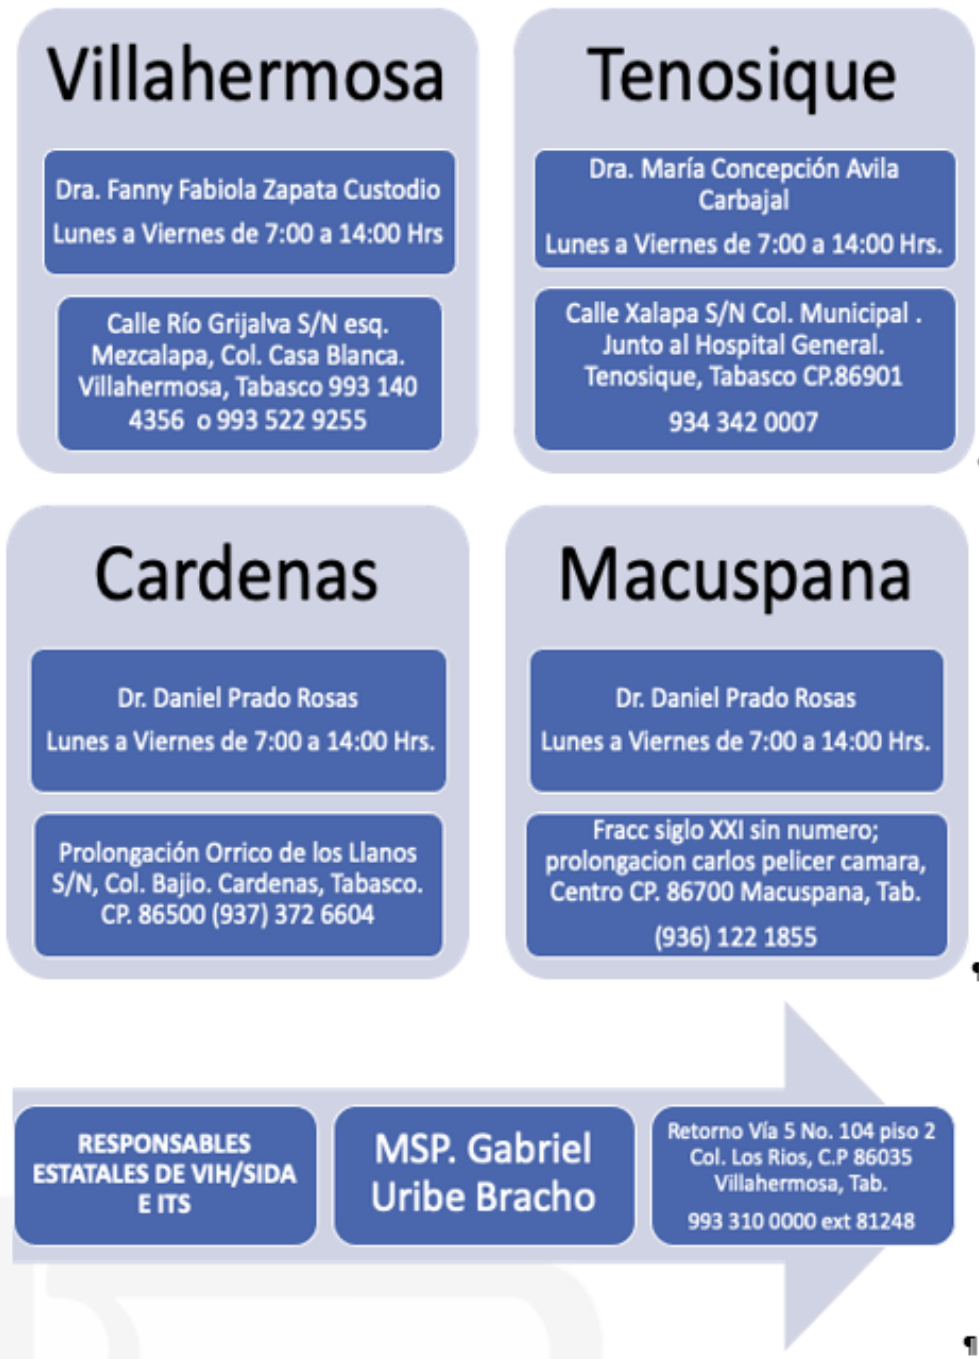 Villahermosa
Dra. Fanny Fabiola Zapata Custodio
Lunes a Viernes de 7:00 a 14:00 Hrs
Calle Río Grijalva S/N esq.
Mezcalapa, Col. Casa Blanca.
Villahermosa, Tabasco 993 140
4356 o 993 522 9255
Tenosique
Dra. María Concepción Avila
Carbajal
Lunes a Viernes de 7:00 a 14:00 Hrs.
Calle Xalapa S/N Col. Municipal .
Junto al Hospital General.
Tenosique, Tabasco CP.86901
934 342 0007
Cardenas
Dr. Daniel Prado Rosas
Lunes a Viernes de 7:00 a 14:00 Hrs.
Prolongación Orrico de los Llanos
S/N, Col. Bajio. Cardenas, Tabasco.
CP. 86500 (937) 372 6604
Macuspana
Dr. Daniel Prado Rosas
Lunes a Viernes de 7:00 a 14:00 Hrs.
Fracc siglo XXI sin numero;
prolongacion carlos pelicer camara,
Centro CP. 86700 Macuspana, Tab.
(936) 122 1855
¶
RESPONSABLES
ESTATALES DE VIH/SIDA
E ITS
MSP. Gabriel
Uribe Bracho
Retorno Vía 5 No. 104 piso 2
Col. Los Rios, C.P 86035
Villahermosa, Tab.
993 310 0000 ext 81248
¶